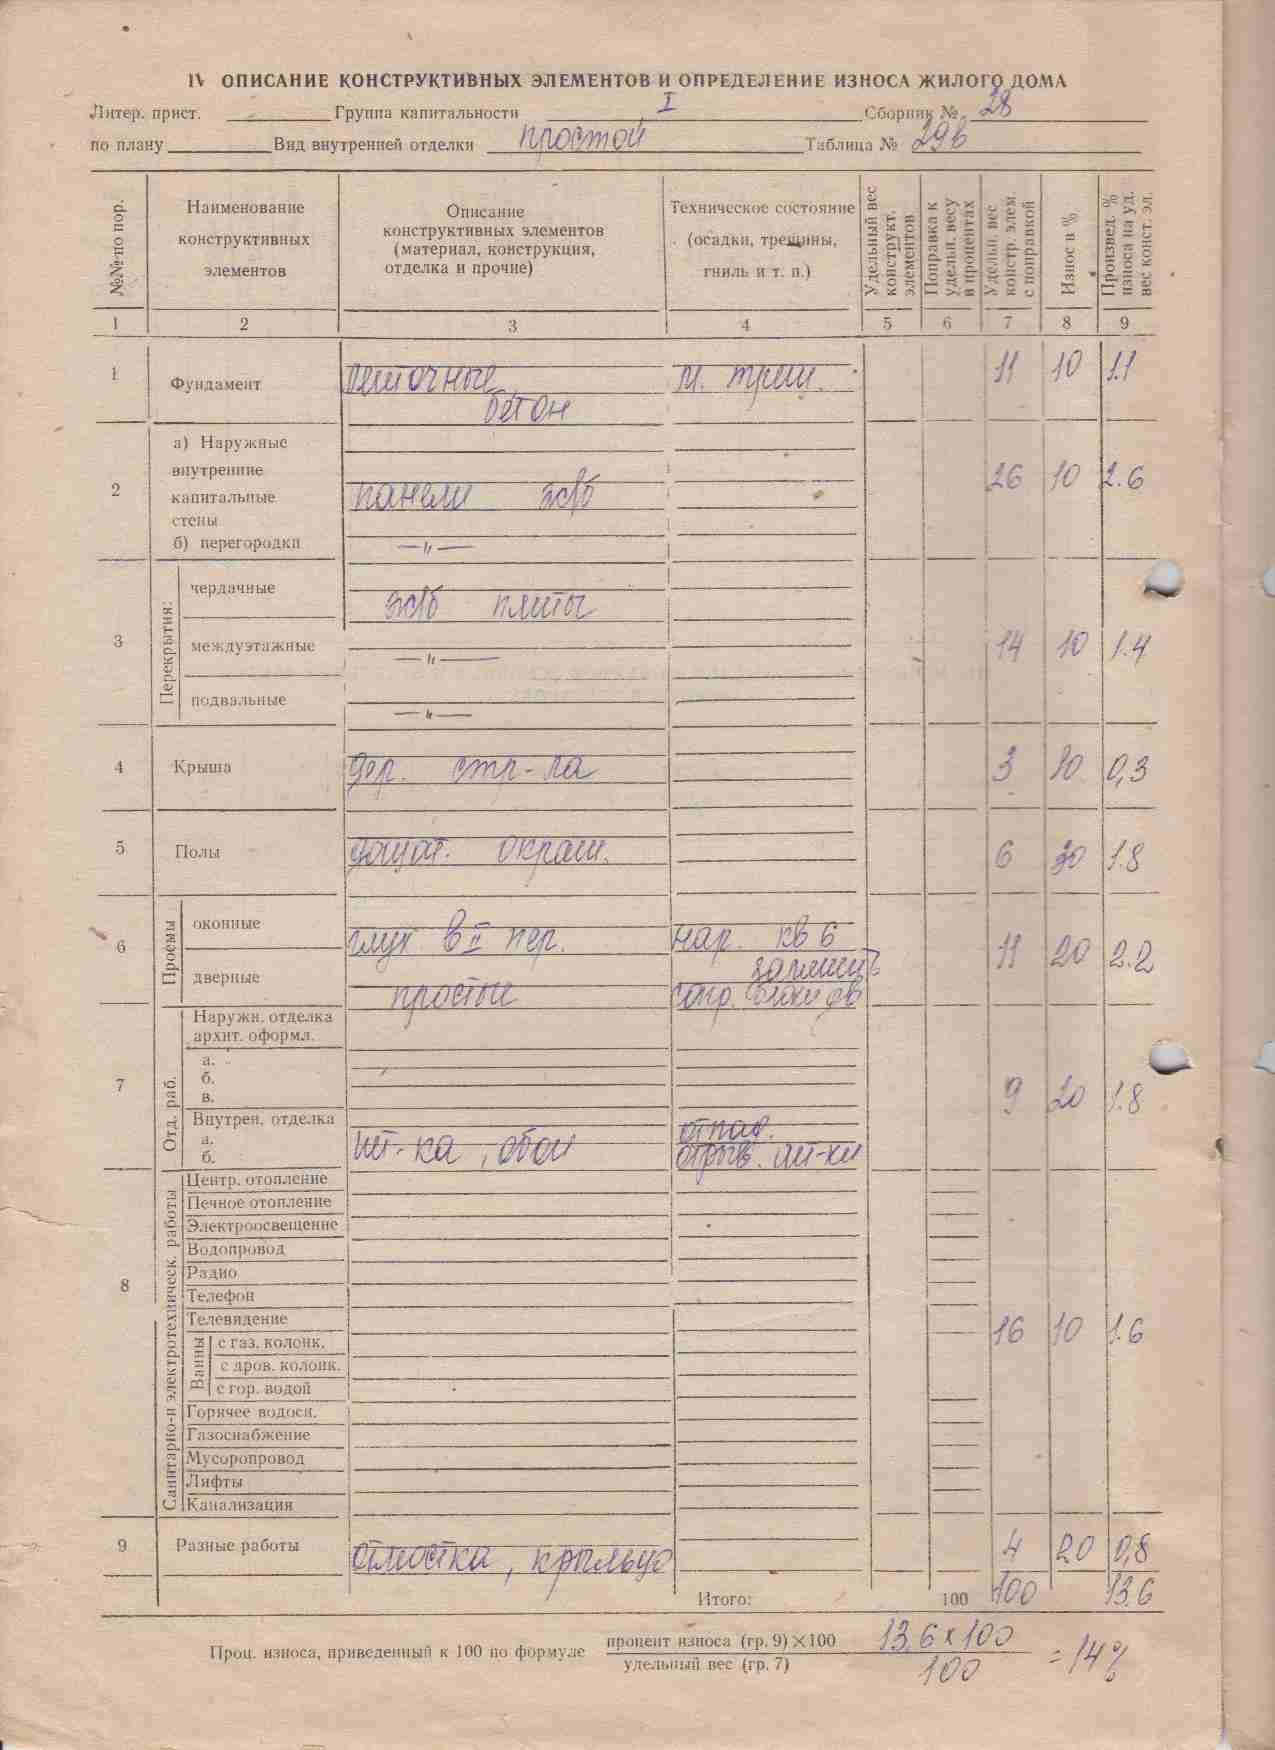 IV ОПИСАНИЕ КОНСТРУКТИВНЫХ ЭЛЕМЕНТОВ И ОПРЕДЕЛЕНИЕ ИЗНОСА ЖИЛОГО ДОМА
Литер. прист. Группа капитальности I Сборник № 28
по плану Вид внутренней отделки простой Таблица № 29б
№№ по пор.
Наименование конструктивных элементов
Описание конструктивных элементов (материал, конструкция, отделка и прочие)
Техническое состояние (осадки, трещины, гниль и т. п.)
Удельный вес конструкт. элементов
Поправка к удельн. весу в процентах
Удельн. вес констр. элем. с поправкой
Износ в %
Произвед. % износа на уд. вес конст. эл.
1 2 3 4 5 6 7 8 9
1 Фундамент ленточные м. трещ. 11 10 1.1
бетон
2 а) Наружные
внутренние
капитальные панели ж/б 26 10 2.6
стены
б) перегородки —"—
3 Перекрытия:
чердачные ж/б плиты
междуэтажные —"— 14 10 1.4
подвальные —"—
4 Крыша дер. стр-ла 3 10 0,3
5 Полы дощат. окраш. 6 30 1.8
6 Проемы
оконные глух в II пер. нар. кв 6 11 20 2.2
дверные простые
7 Отд. раб.
Наружн. отделка
архит. оформл.
а.
б.
в. 9 20 1.8
Внутрен. отделка
а. отпад.
б. шт-ка, обои отрыв. шт-ки
8 Санитарно-и электротехническ. работы
Центр. отопление
Печное отопление
Электроосвещение
Водопровод
Радио
Телефон
Телевидение 16 10 1.6
Ванны
с газ. колонк.
с дров. колонк.
с гор. водой
Горячее водосн.
Газоснабжение
Мусоропровод
Лифты
Канализация
9 Разные работы отмостка, крыльцо 4 20 0,8
Итого: 100 100 13.6
Проц. износа, приведенный к 100 по формуле процент износа (гр. 9)×100 13,6 х 100
удельный вес (гр. 7) 100 = 14%